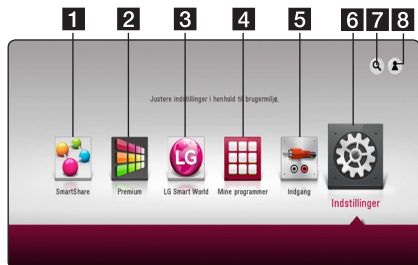 1 2 3 4 5 6 7 8
Justere indstillinger i henhold til brugermiljø.
LG
SmartShare Premium LG Smart World Mine programmer Indgang
Indstillinger